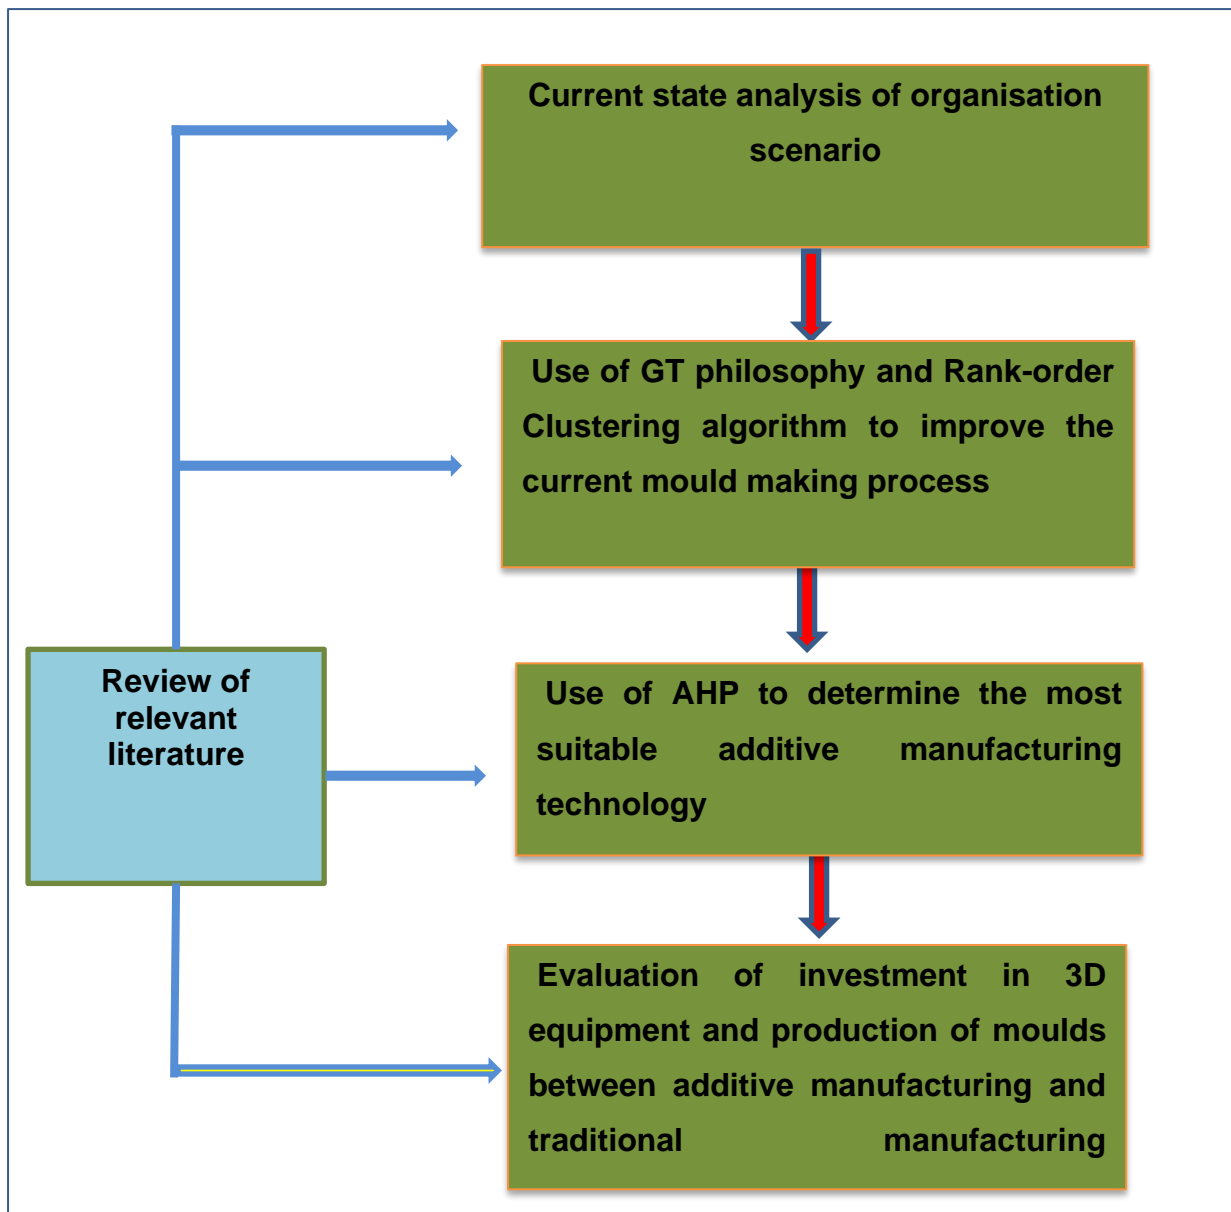 Current state analysis of organisation
scenario
Use of GT philosophy and Rank-order
Clustering algorithm to improve the
current mould making process
Review of
relevant
literature
Use of AHP to determine the most
suitable additive manufacturing
technology
Evaluation of investment in 3D
equipment and production of moulds
between additive manufacturing and
traditional manufacturing